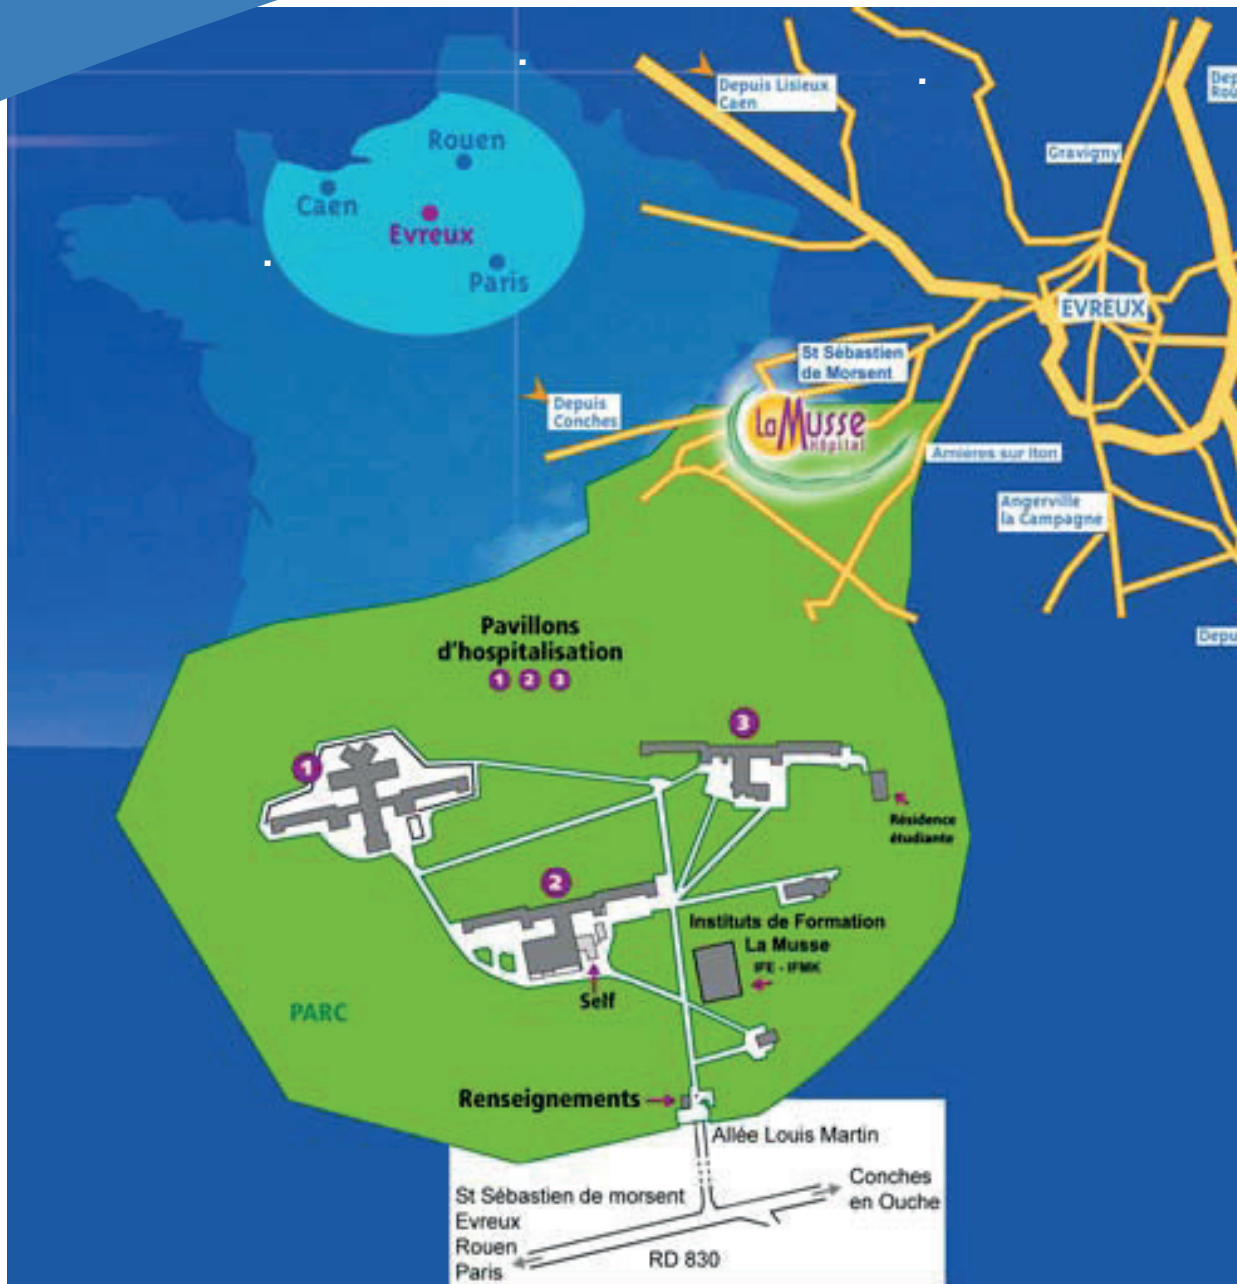 Rouen
Caen
Evreux
Paris
Depuis Lisieux
Caen
Gravigny
EVREUX
St Sébastien
de Morsent
Depuis
Conches
La Musse
Hôpital
Arnières sur Iton
Angerville
la Campagne
Pavillons
d'hospitalisation
1 2 3
3
1
Résidence
étudiante
2
Instituts de Formation
La Musse
IFE - IFMK
Self
PARC
Renseignements
Allée Louis Martin
Conches
en Ouche
St Sébastien de morsent
Evreux
Rouen
Paris
RD 830